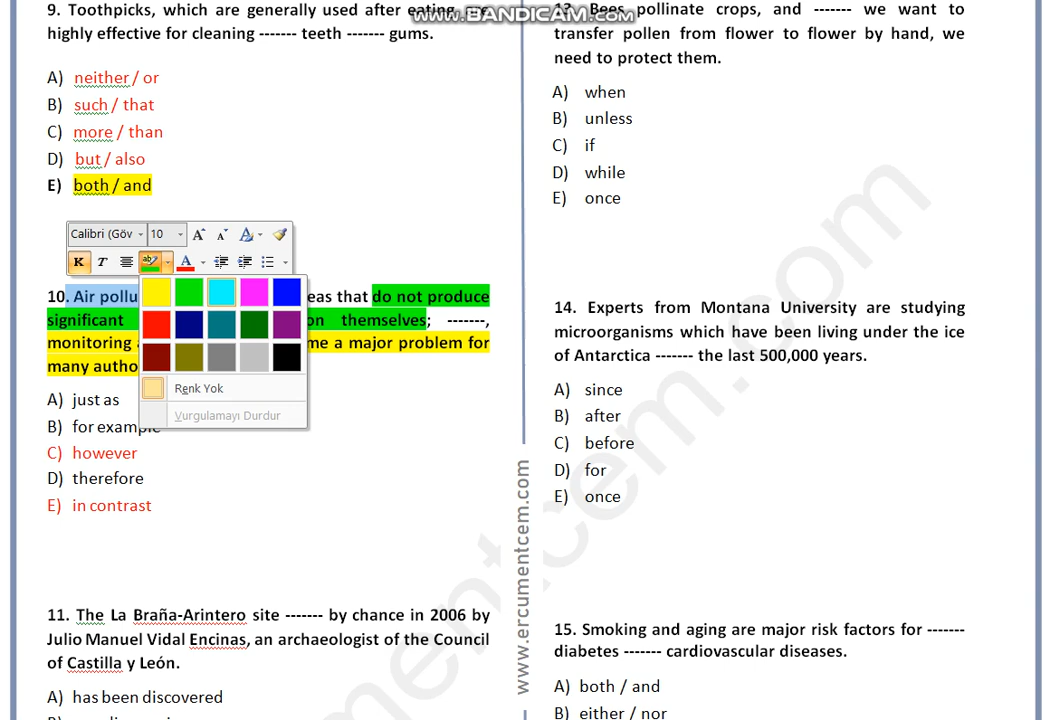 9. Toothpicks, which are generally used after eating, are
highly effective for cleaning ------- teeth ------- gums.
A) neither / or
B) such / that
C) more / than
D) but / also
E) both / and
Calibri (Göv 10
K T
10. Air pollu eas that do not produce
significant on themselves; -------,
monitoring me a major problem for
many autho
Renk Yok
Vurgulamayı Durdur
A) just as
B) for example
C) however
D) therefore
E) in contrast
11. The La Braña-Arintero site ------- by chance in 2006 by
Julio Manuel Vidal Encinas, an archaeologist of the Council
of Castilla y León.
A) has been discovered
www.BANDICAM.com
www.ercumentcem.com
13. Bees pollinate crops, and ------- we want to
transfer pollen from flower to flower by hand, we
need to protect them.
A) when
B) unless
C) if
D) while
E) once
14. Experts from Montana University are studying
microorganisms which have been living under the ice
of Antarctica ------- the last 500,000 years.
A) since
B) after
C) before
D) for
E) once
15. Smoking and aging are major risk factors for -------
diabetes ------- cardiovascular diseases.
A) both / and
B) either / nor
mentcem.com